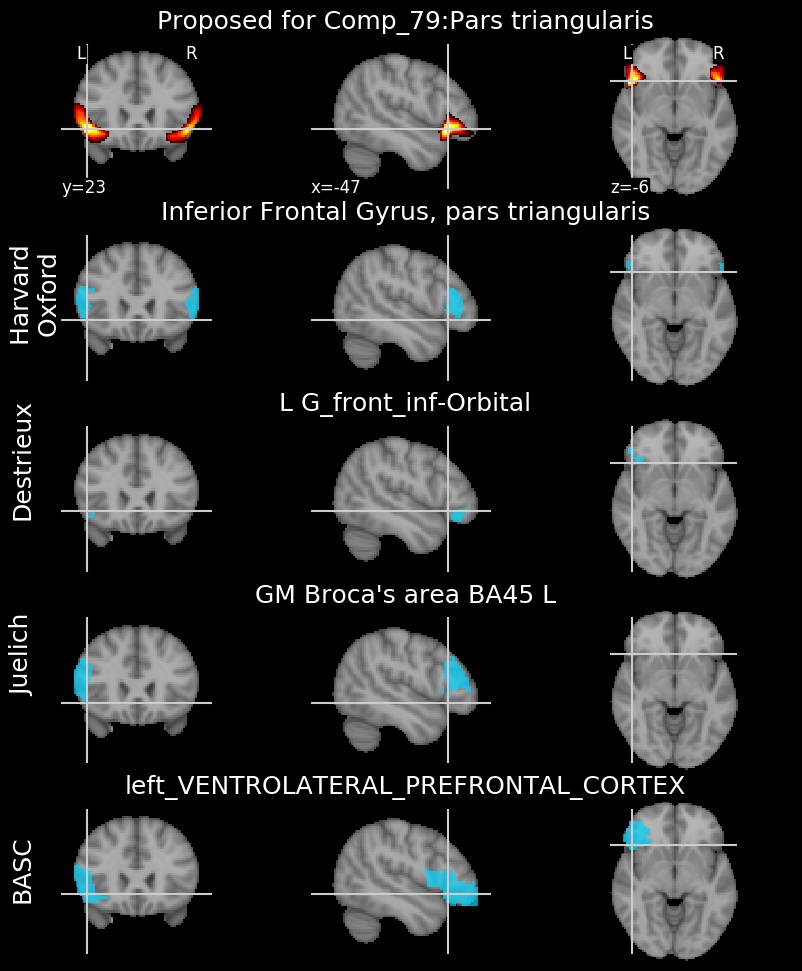 Proposed for Comp_79:Pars triangularis
L R L R
y=23 x=-47 z=-6
Inferior Frontal Gyrus, pars triangularis
Harvard
Oxford
L G_front_inf-Orbital
Destrieux
GM Broca's area BA45 L
Juelich
left_VENTROLATERAL_PREFRONTAL_CORTEX
BASC